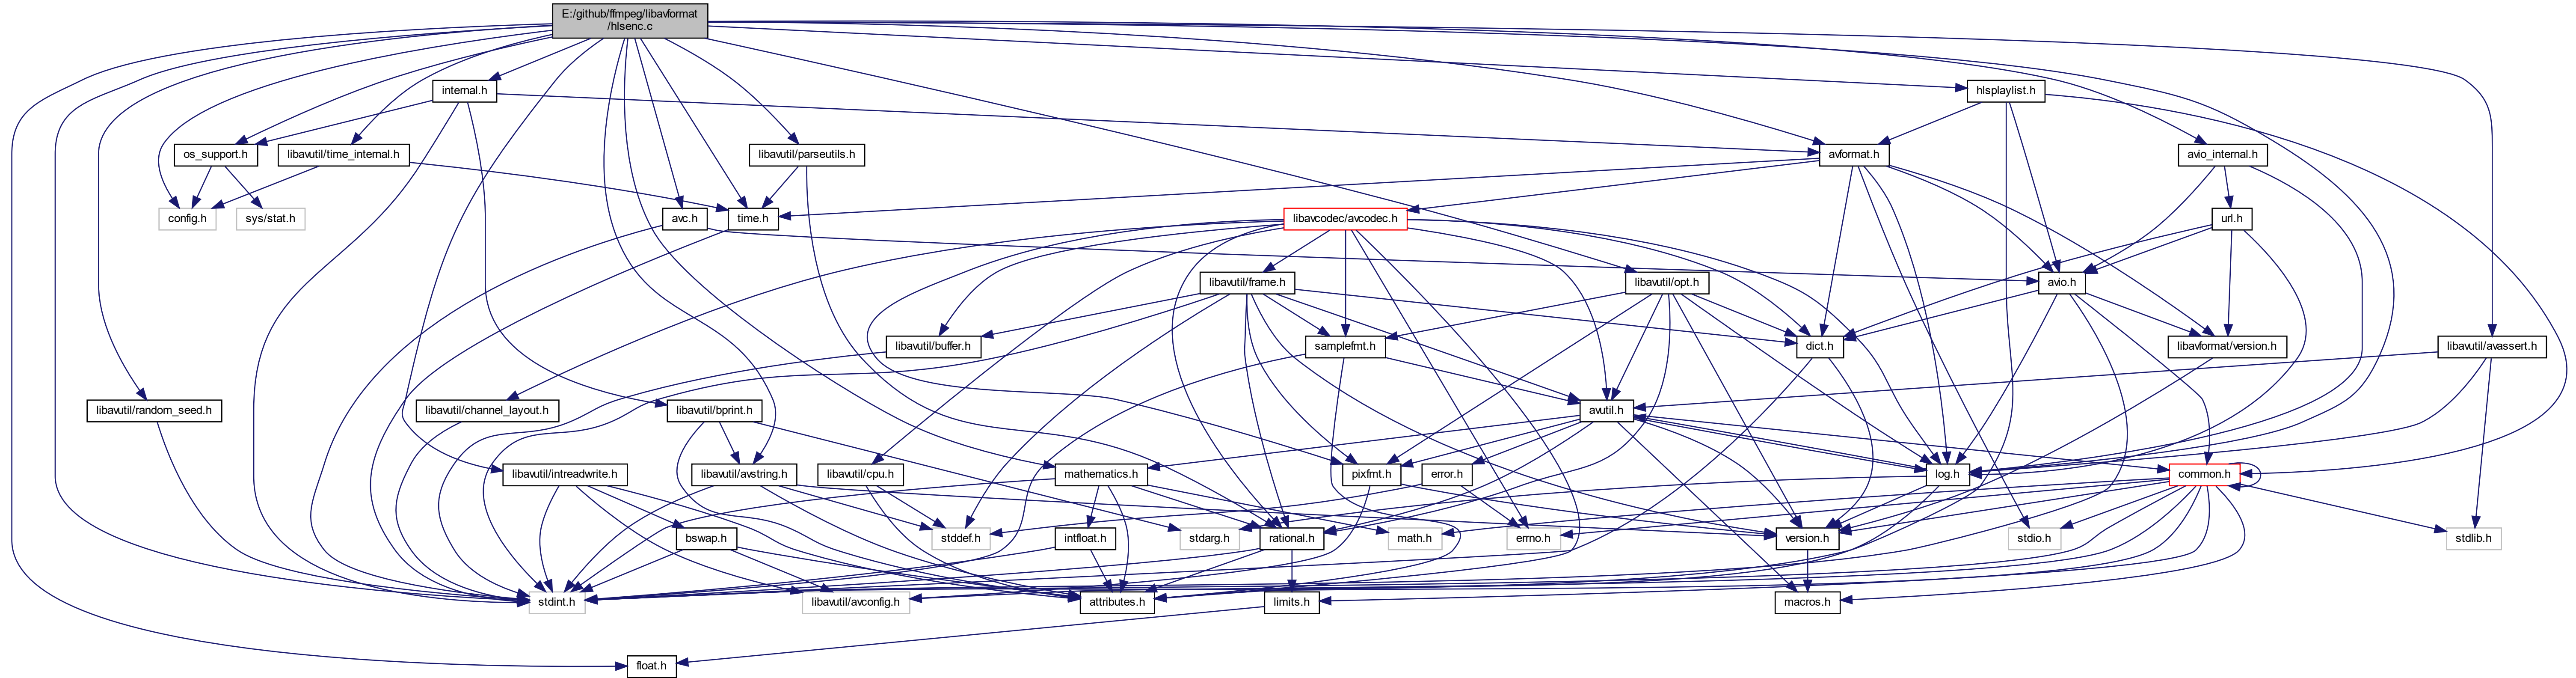 E:/github/ffmpeg/libavformat
/hlsenc.c
internal.h
hlsplaylist.h
os_support.h
libavutil/time_internal.h
libavutil/parseutils.h
avformat.h
avio_internal.h
config.h
sys/stat.h
avc.h
time.h
libavcodec/avcodec.h
url.h
libavutil/frame.h
libavutil/opt.h
avio.h
libavutil/buffer.h
samplefmt.h
dict.h
libavformat/version.h
libavutil/avassert.h
libavutil/random_seed.h
libavutil/channel_layout.h
libavutil/bprint.h
avutil.h
libavutil/intreadwrite.h
libavutil/avstring.h
libavutil/cpu.h
mathematics.h
pixfmt.h
error.h
log.h
common.h
bswap.h
stddef.h
intfloat.h
stdarg.h
rational.h
math.h
errno.h
version.h
stdio.h
stdlib.h
stdint.h
libavutil/avconfig.h
attributes.h
limits.h
macros.h
float.h